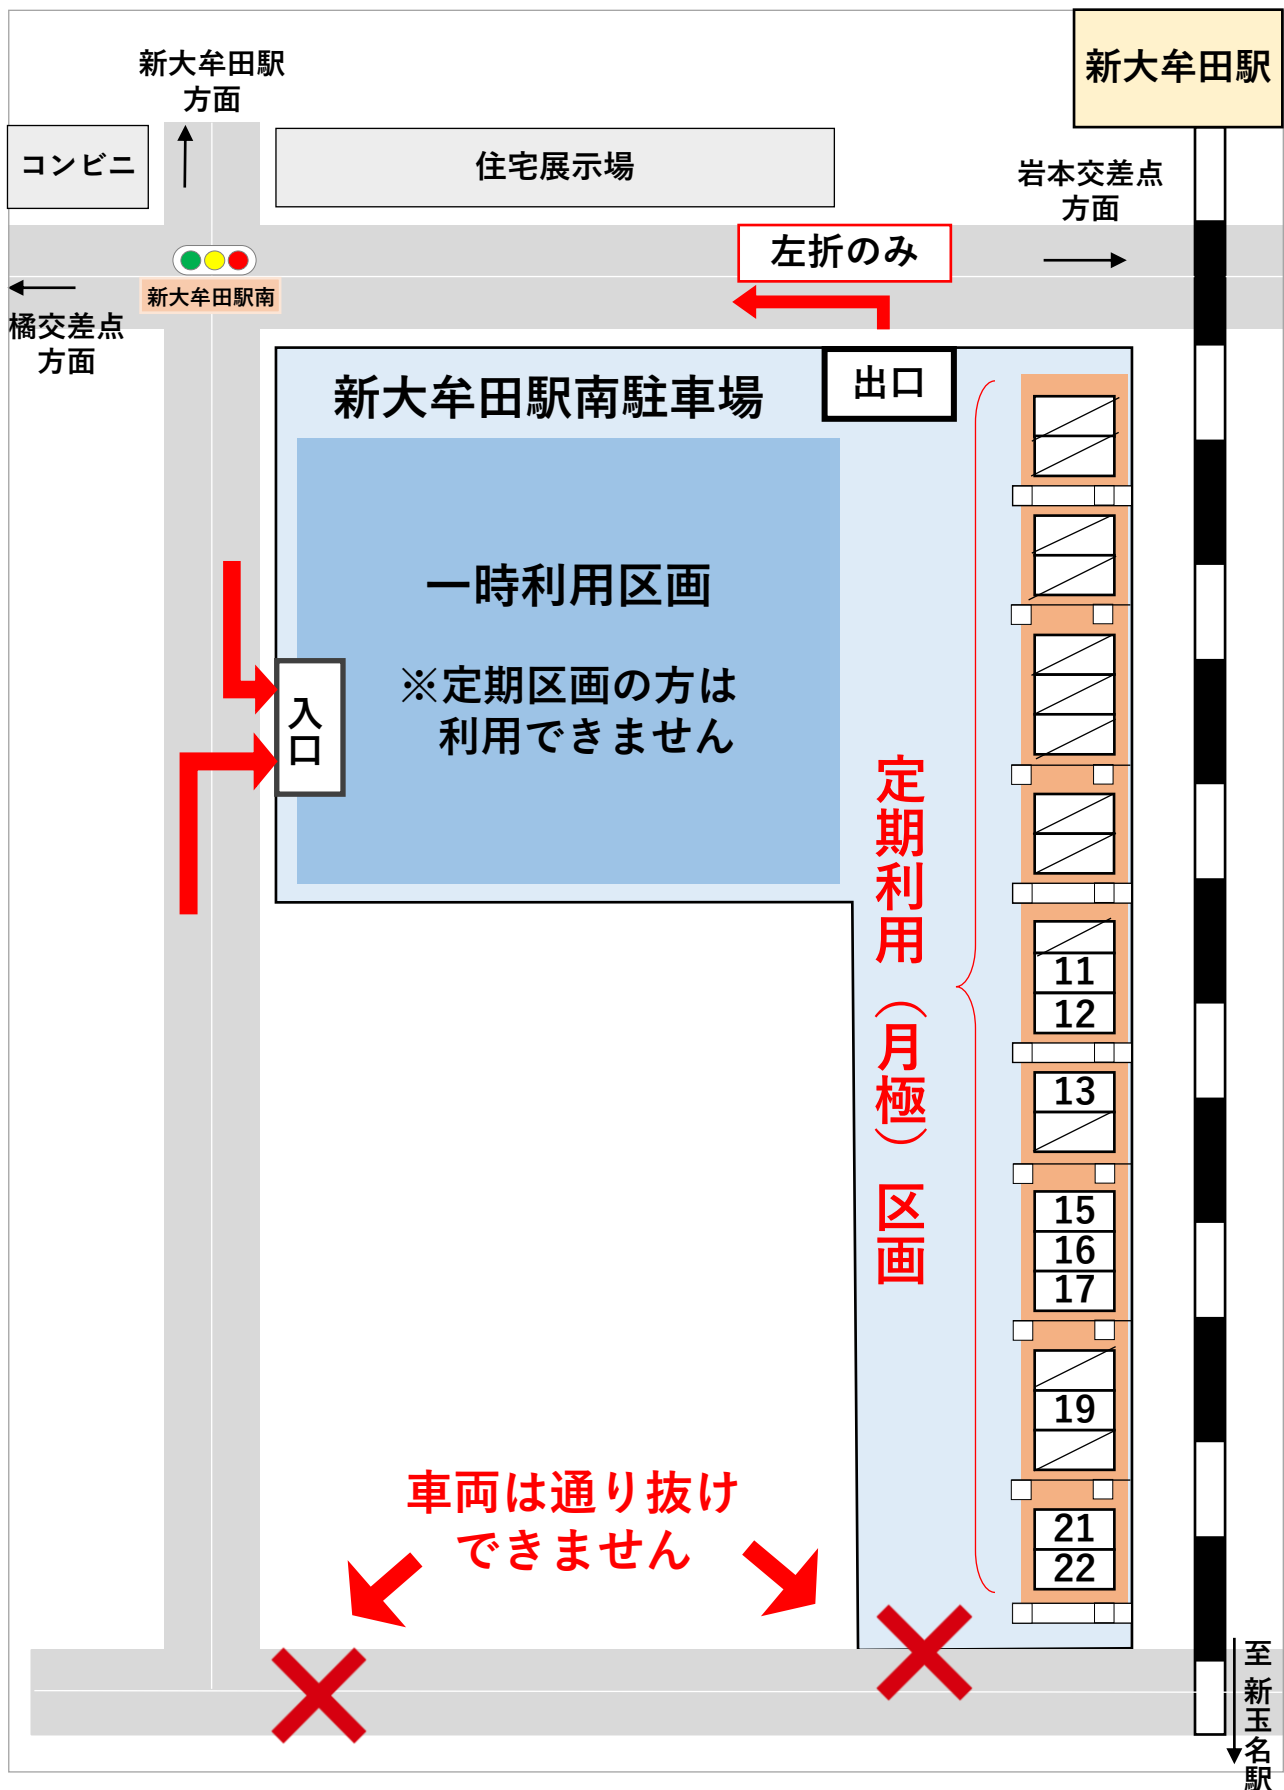 新大牟田駅
新大牟田駅
方面
コンビニ
住宅展示場
岩本交差点
方面
左折のみ
新大牟田駅南
橘交差点
方面
出口
新大牟田駅南駐車場
一時利用区画
※定期区画の方は
利用できません
入口
定期利用（月極）区画
11
12
13
15
16
17
19
21
22
車両は通り抜け
できません
至 新玉名駅